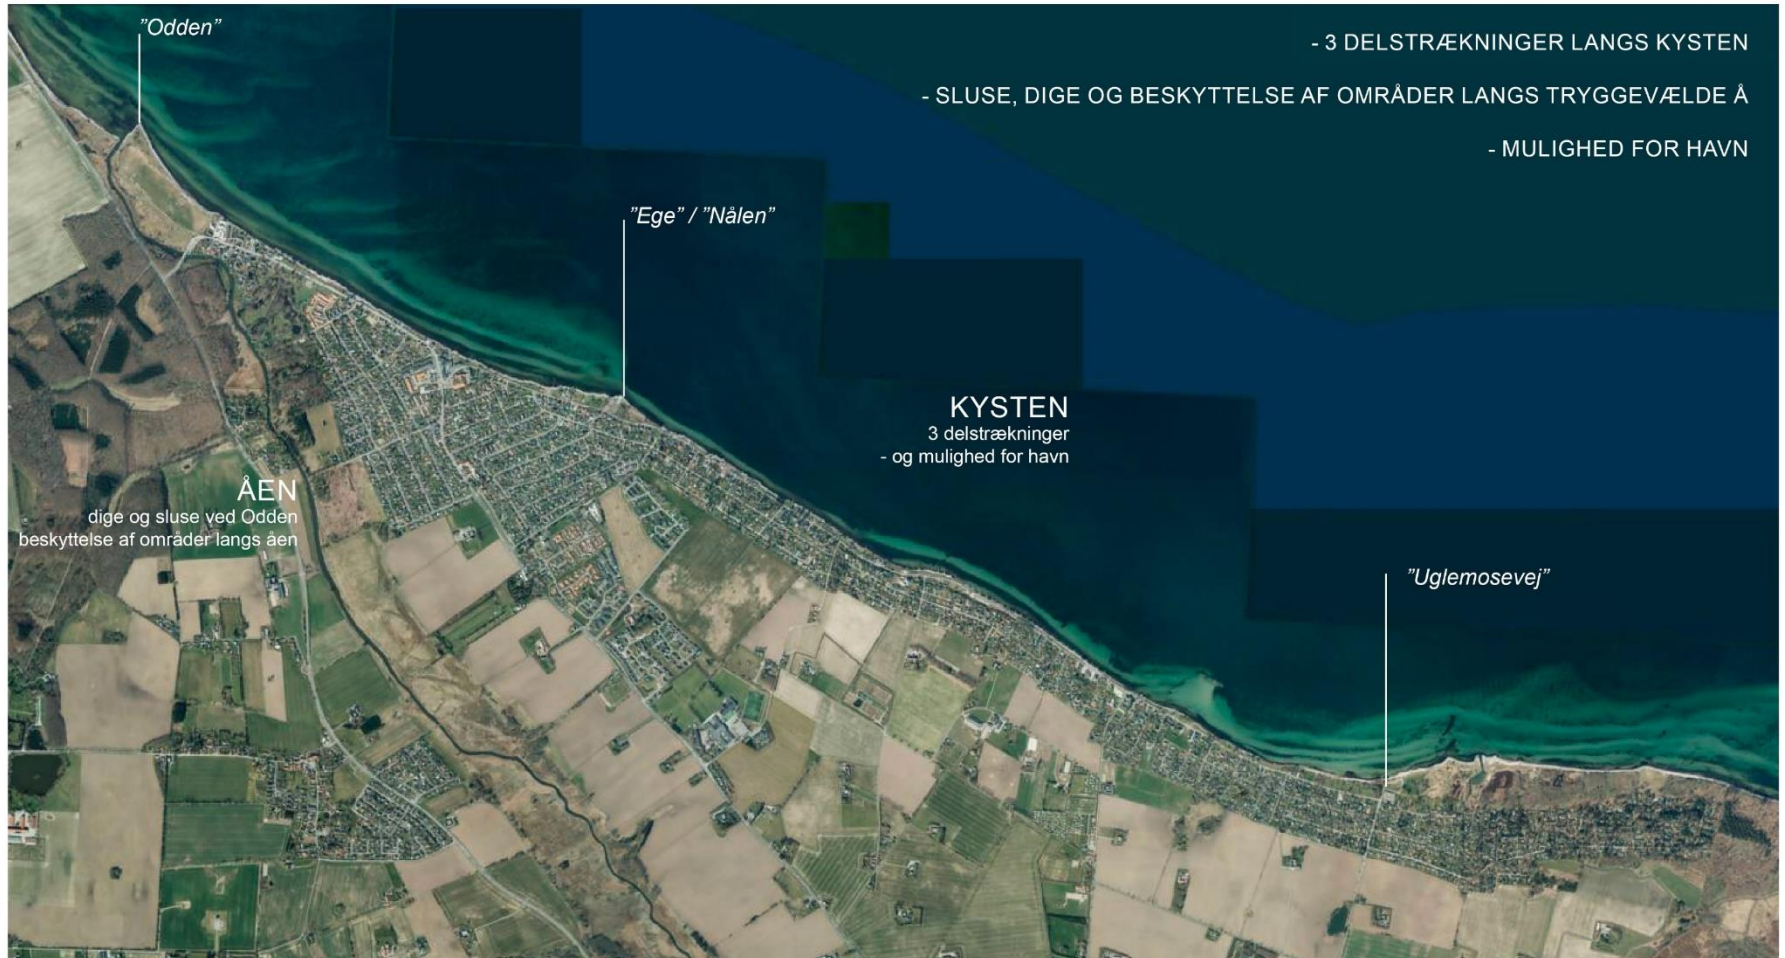 ”Odden”
- 3 DELSTRÆKNINGER LANGS KYSTEN
- SLUSE, DIGE OG BESKYTTELSE AF OMRÅDER LANGS TRYGGEVÆLDE Å
- MULIGHED FOR HAVN
”Ege” / ”Nålen”
KYSTEN
3 delstrækninger
- og mulighed for havn
ÅEN
dige og sluse ved Odden
beskyttelse af områder langs åen
”Uglemosevej”